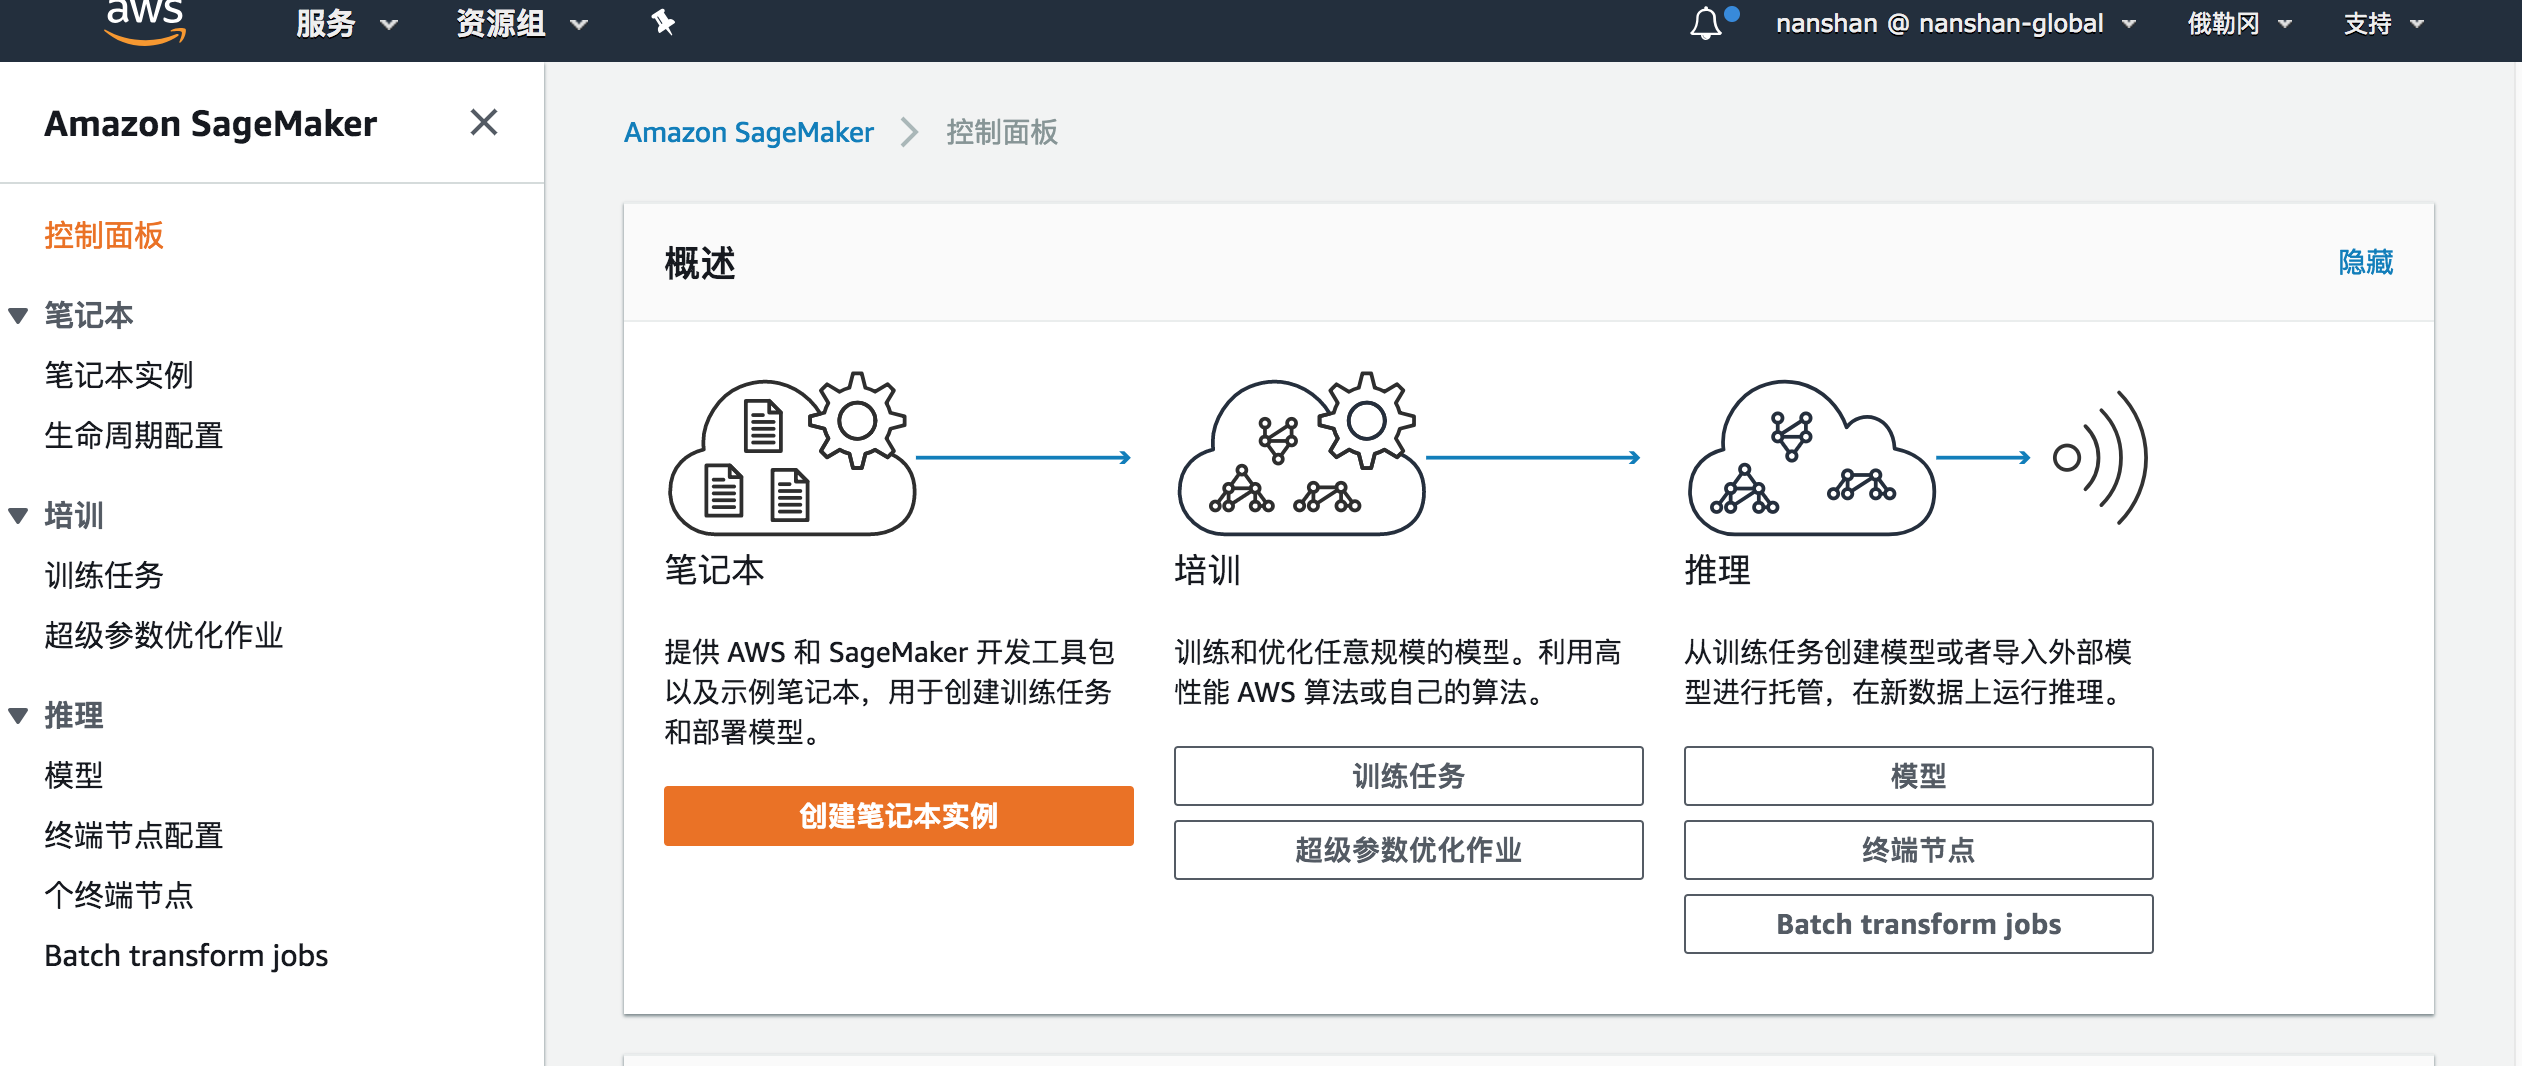 aws
服务
资源组
nanshan @ nanshan-global
俄勒冈
支持
Amazon SageMaker
控制面板
笔记本
笔记本实例
生命周期配置
培训
训练任务
超级参数优化作业
推理
模型
终端节点配置
个终端节点
Batch transform jobs
Amazon SageMaker
控制面板
概述
隐藏
笔记本
提供 AWS 和 SageMaker 开发工具包
以及示例笔记本，用于创建训练任务
和部署模型。
创建笔记本实例
培训
训练和优化任意规模的模型。利用高
性能 AWS 算法或自己的算法。
训练任务
超级参数优化作业
推理
从训练任务创建模型或者导入外部模
型进行托管，在新数据上运行推理。
模型
终端节点
Batch transform jobs